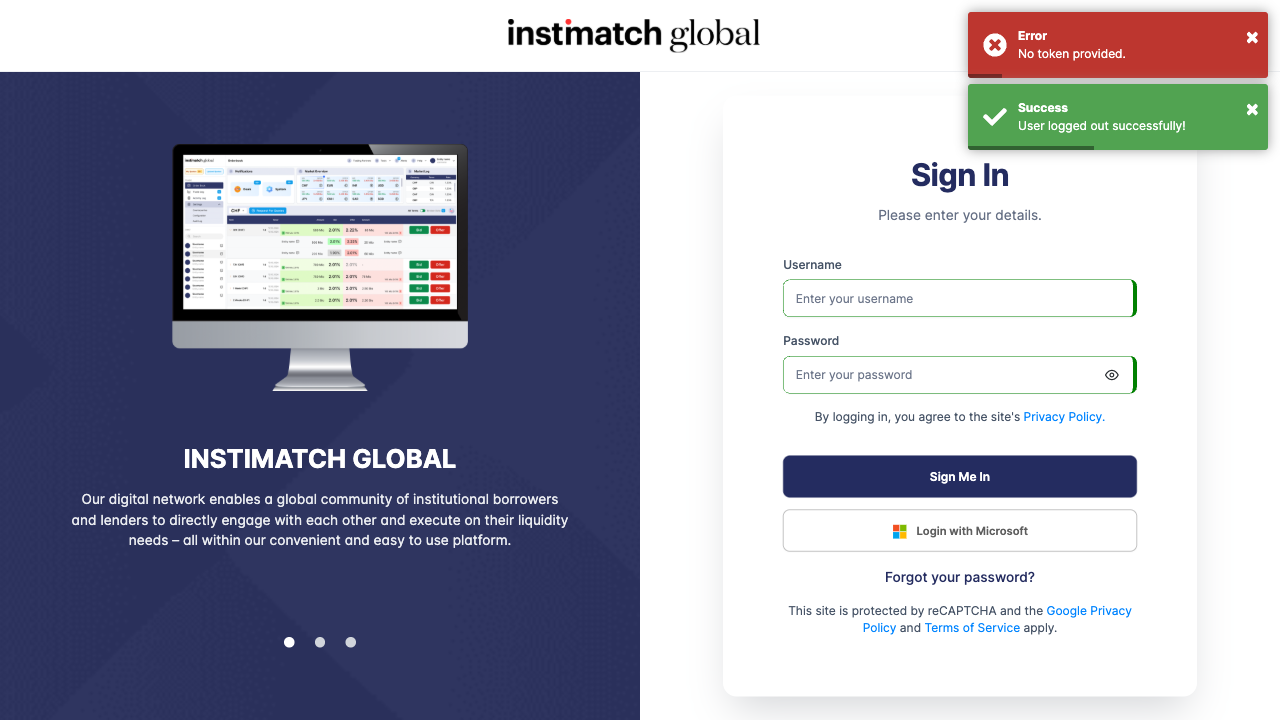 instimatch global
Error
No token provided.
Success
User logged out successfully!
INSTIMATCH GLOBAL
Our digital network enables a global community of institutional borrowers
and lenders to directly engage with each other and execute on their liquidity
needs – all within our convenient and easy to use platform.
Sign In
Please enter your details.
Username
Enter your username
Password
Enter your password
By logging in, you agree to the site's Privacy Policy.
Sign Me In
Login with Microsoft
Forgot your password?
This site is protected by reCAPTCHA and the Google Privacy
Policy and Terms of Service apply.